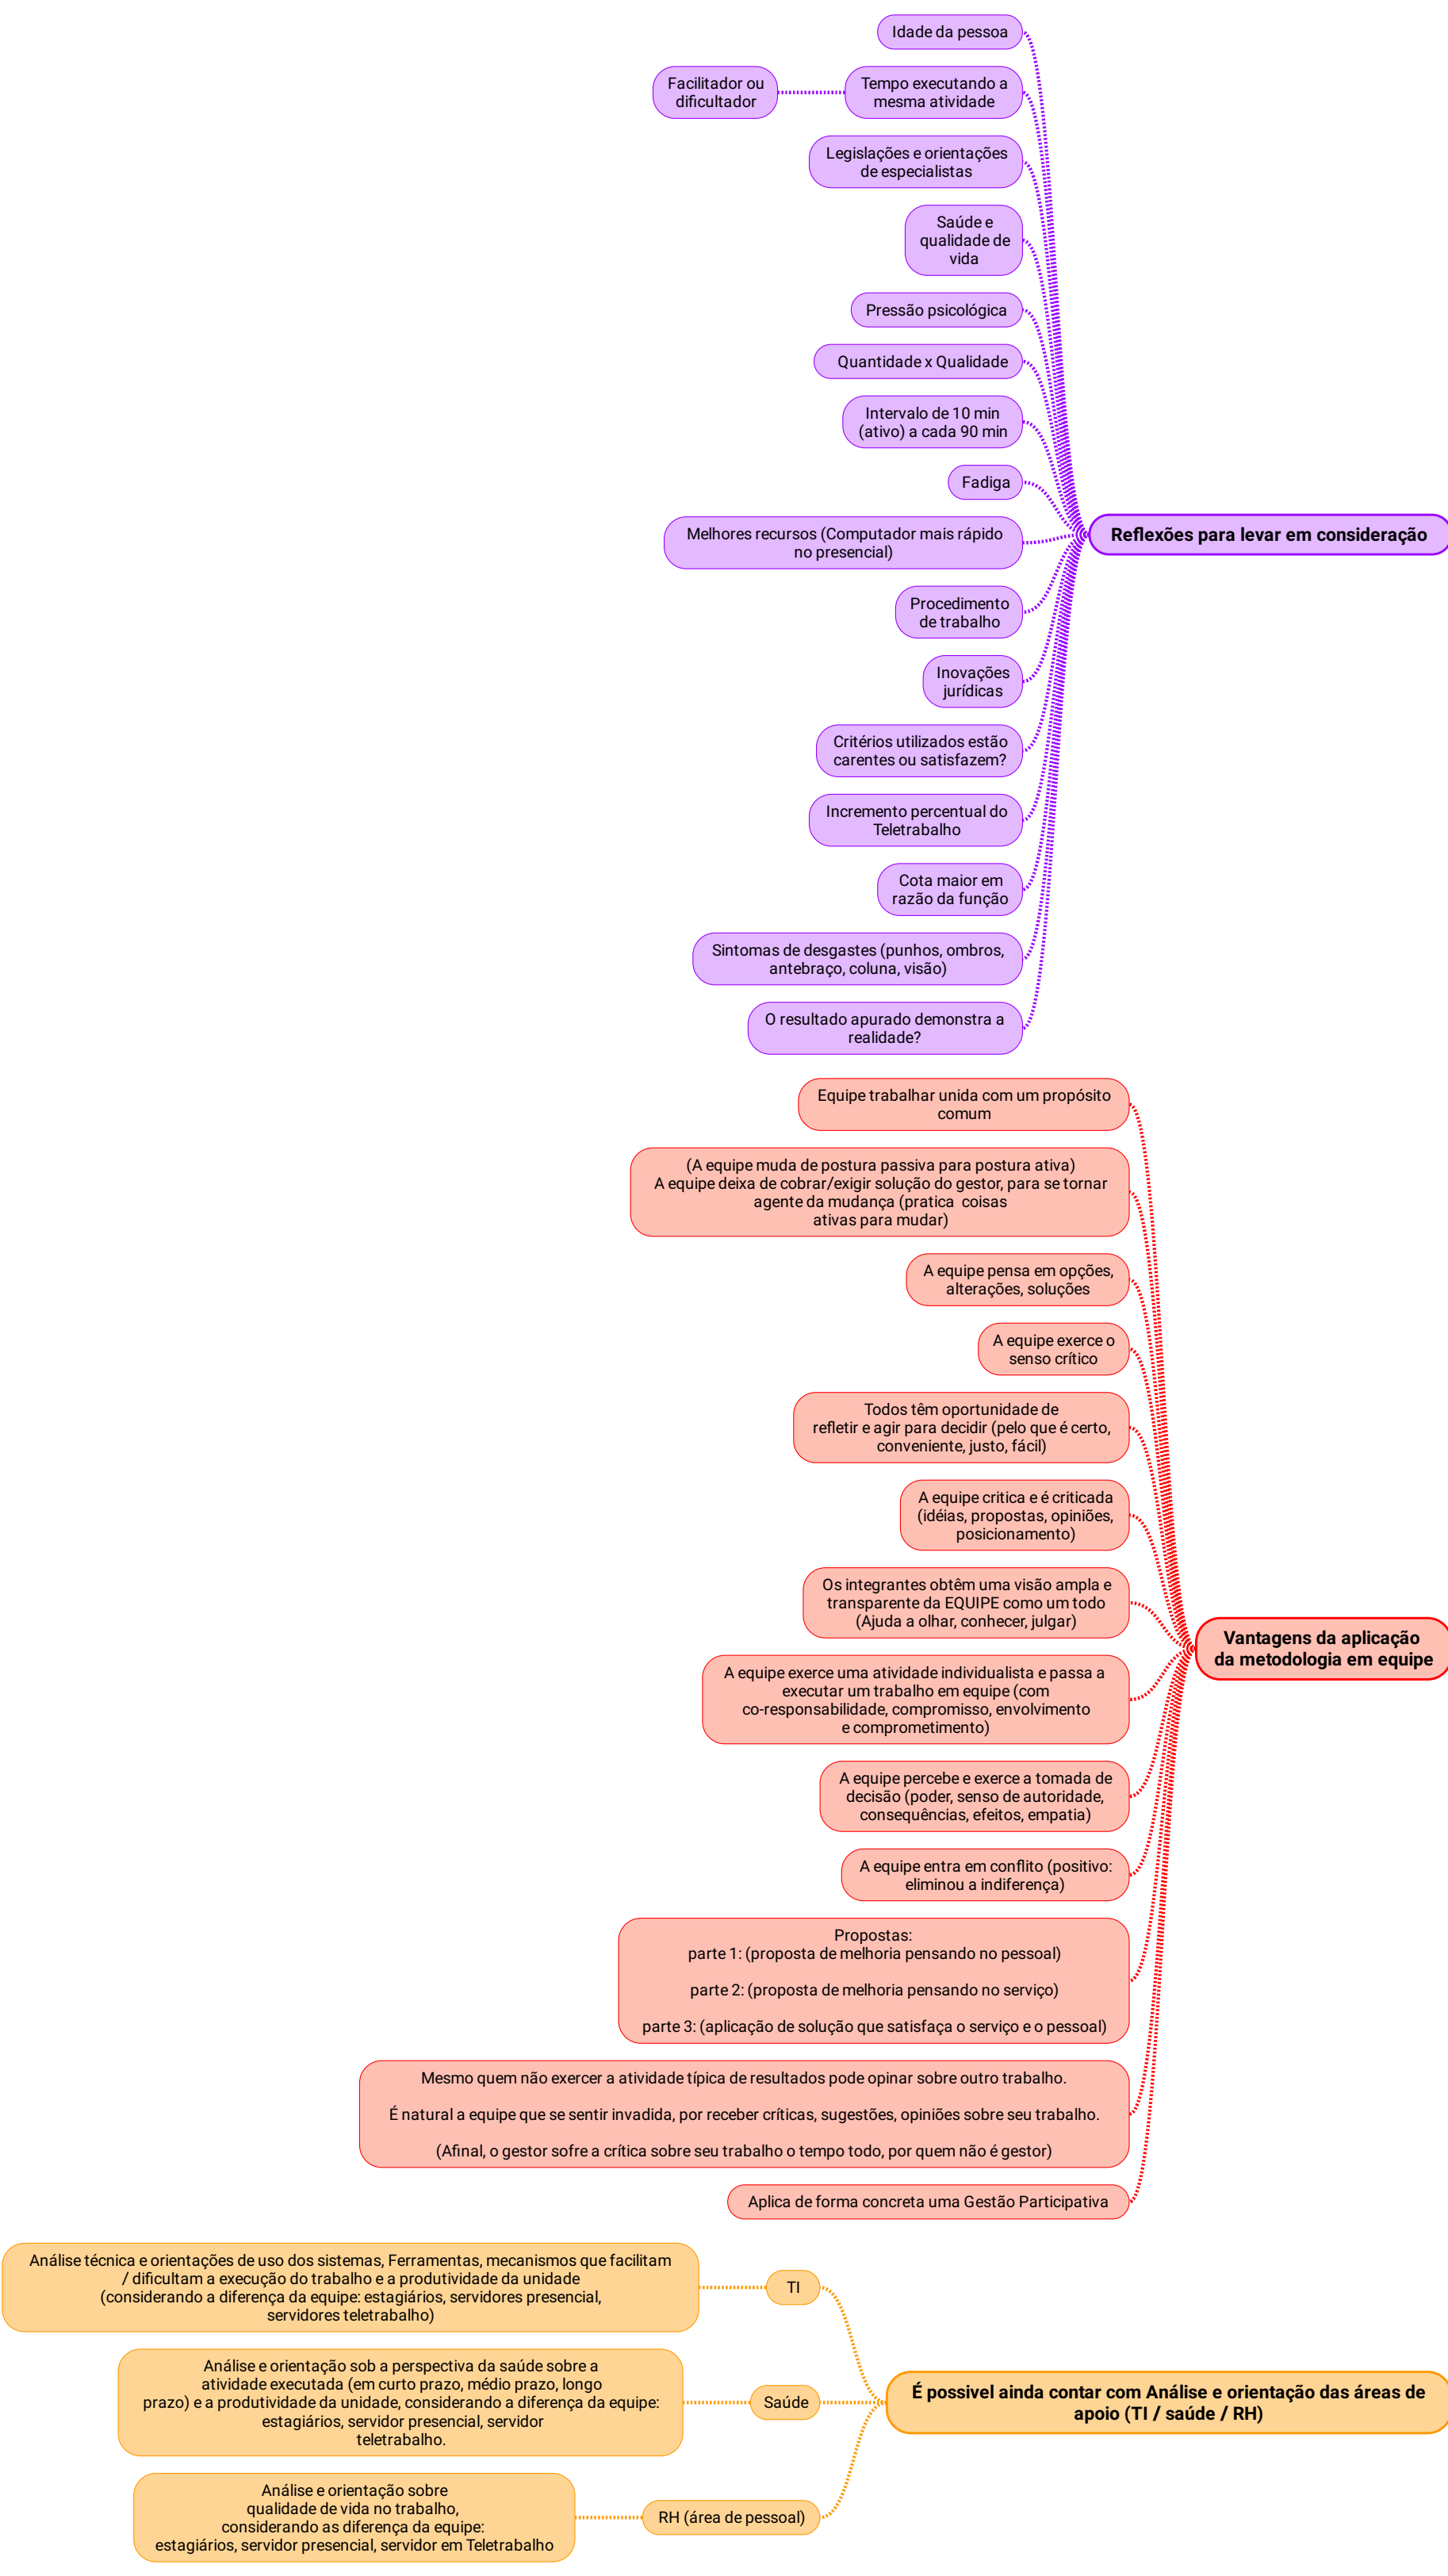 Idade da pessoa
Facilitador ou
dificultador
Tempo executando a
mesma atividade
Legislações e orientações
de especialistas
Saúde e
qualidade de
vida
Pressão psicológica
Quantidade x Qualidade
Intervalo de 10 min
(ativo) a cada 90 min
Fadiga
Reflexões para levar em consideração
Melhores recursos (Computador mais rápido
no presencial)
Procedimento
de trabalho
Inovações
jurídicas
Critérios utilizados estão
carentes ou satisfazem?
Incremento percentual do
Teletrabalho
Cota maior em
razão da função
Sintomas de desgastes (punhos, ombros,
antebraço, coluna, visão)
O resultado apurado demonstra a
realidade?
Equipe trabalhar unida com um propósito
comum
(A equipe muda de postura passiva para postura ativa)
A equipe deixa de cobrar/exigir solução do gestor, para se tornar
agente da mudança (pratica  coisas
ativas para mudar)
A equipe pensa em opções,
alterações, soluções
A equipe exerce o
senso crítico
Todos têm oportunidade de
refletir e agir para decidir (pelo que é certo,
conveniente, justo, fácil)
A equipe critica e é criticada
(idéias, propostas, opiniões,
posicionamento)
Os integrantes obtêm uma visão ampla e
transparente da EQUIPE como um todo
(Ajuda a olhar, conhecer, julgar)
Vantagens da aplicação
da metodologia em equipe
A equipe exerce uma atividade individualista e passa a
executar um trabalho em equipe (com
co-responsabilidade, compromisso, envolvimento
e comprometimento)
A equipe percebe e exerce a tomada de
decisão (poder, senso de autoridade,
consequências, efeitos, empatia)
A equipe entra em conflito (positivo:
eliminou a indiferença)
Propostas:
parte 1: (proposta de melhoria pensando no pessoal)
parte 2: (proposta de melhoria pensando no serviço)
parte 3: (aplicação de solução que satisfaça o serviço e o pessoal)
Mesmo quem não exercer a atividade típica de resultados pode opinar sobre outro trabalho.
É natural a equipe que se sentir invadida, por receber críticas, sugestões, opiniões sobre seu trabalho.
(Afinal, o gestor sofre a crítica sobre seu trabalho o tempo todo, por quem não é gestor)
Aplica de forma concreta uma Gestão Participativa
Análise técnica e orientações de uso dos sistemas, Ferramentas, mecanismos que facilitam
/ dificultam a execução do trabalho e a produtividade da unidade
(considerando a diferença da equipe: estagiários, servidores presencial,
servidores teletrabalho)
TI
Análise e orientação sob a perspectiva da saúde sobre a
atividade executada (em curto prazo, médio prazo, longo
prazo) e a produtividade da unidade, considerando a diferença da equipe:
estagiários, servidor presencial, servidor
teletrabalho.
Saúde
É possivel ainda contar com Análise e orientação das áreas de
apoio (TI / saúde / RH)
Análise e orientação sobre
qualidade de vida no trabalho,
considerando as diferença da equipe:
estagiários, servidor presencial, servidor em Teletrabalho
RH (área de pessoal)